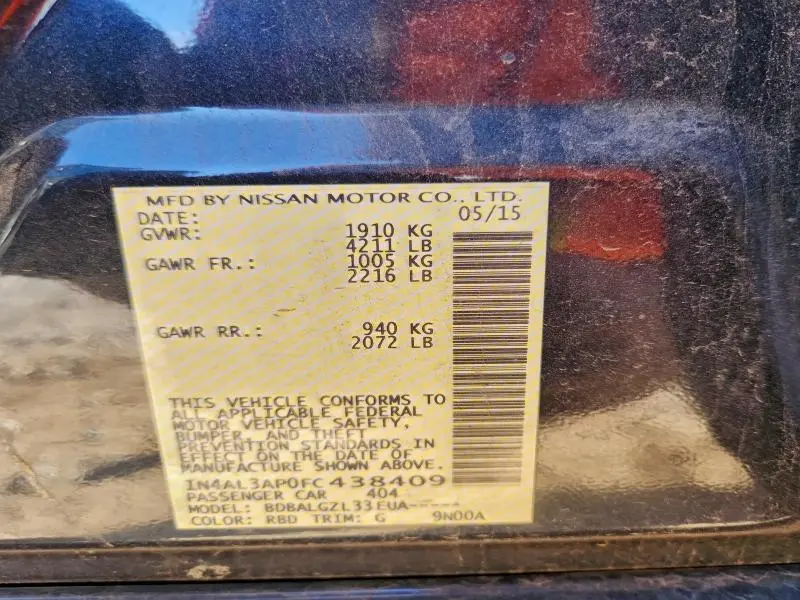 MFD BY NISSAN MOTOR CO., LTD.
DATE: 05/15
GVWR: 1910 KG
4211 LB
GAWR FR.: 1005 KG
2216 LB
GAWR RR.: 940 KG
2072 LB
THIS VEHICLE CONFORMS TO
ALL APPLICABLE FEDERAL
MOTOR VEHICLE SAFETY,
BUMPER, AND THEFT
PREVENTION STANDARDS IN
EFFECT ON THE DATE OF
MANUFACTURE SHOWN ABOVE.
1N4AL3AP0FC438409
PASSENGER CAR 404
MODEL: BDBALGZL33EUA-----
COLOR: RBD TRIM: G 9N00A